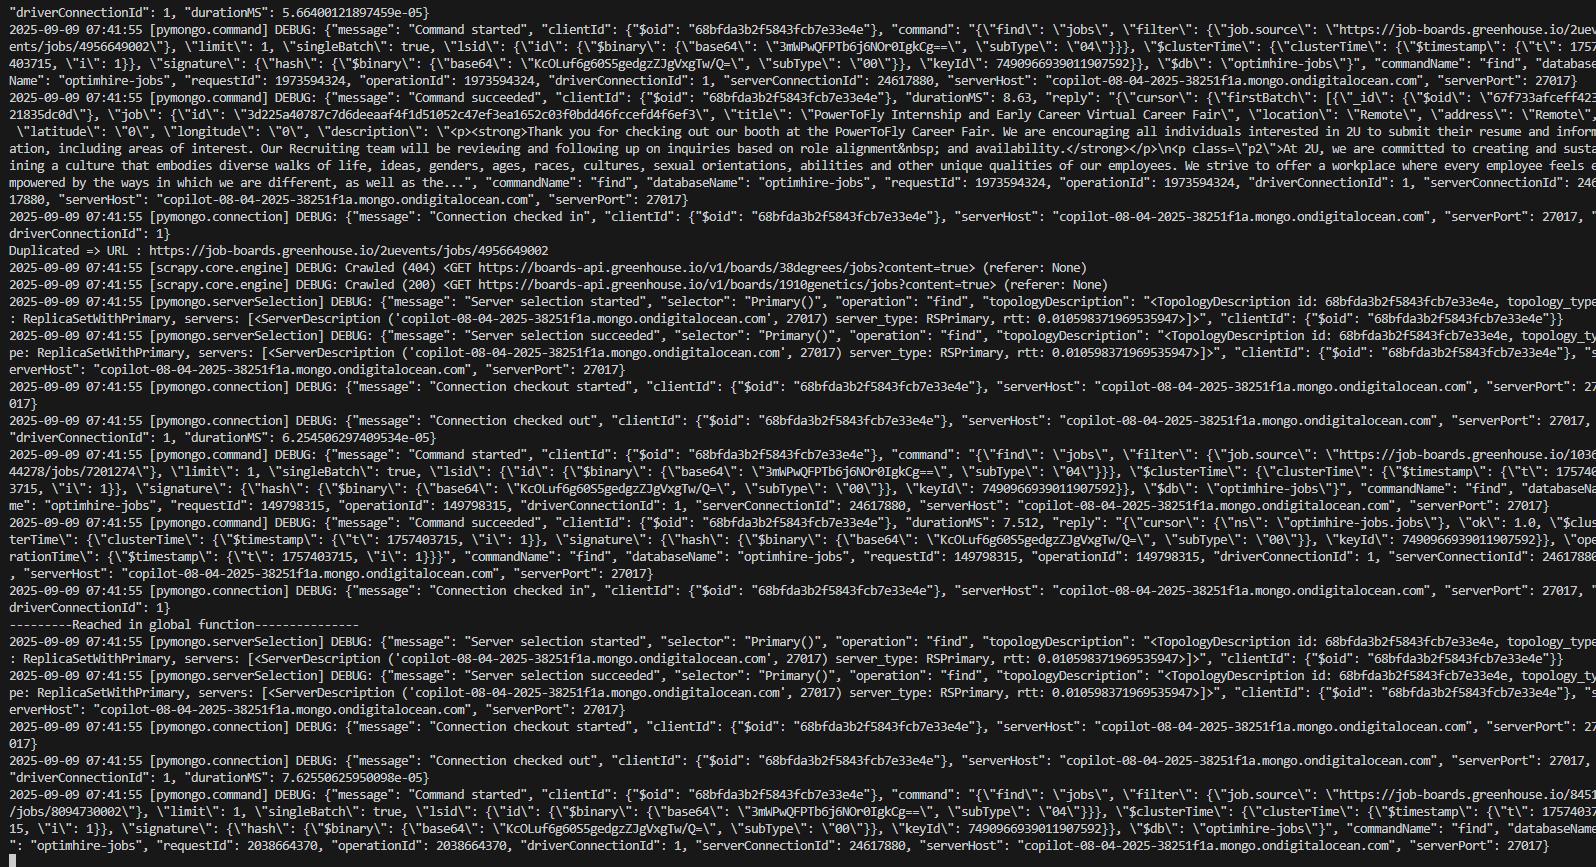 "driverConnectionId": 1, "durationMS": 5.66400121897459e-05}
2025-09-09 07:41:55 [pymongo.command] DEBUG: {"message": "Command started", "clientId": {"$oid": "68bfda3b2f5843fcb7e33e4e"}, "command": "{\"find\": \"jobs\", \"filter\": {\"job.source\": \"https://job-boards.greenhouse.io/2uev
ents/jobs/4956649002\"}, \"limit\": 1, \"singleBatch\": true, \"lsid\": {\"id\": {\"$binary\": {\"base64\": \"3mWPwQFPTb6j6NOr0IgkCg==\", \"subType\": \"04\"}}}, \"$clusterTime\": {\"clusterTime\": {\"$timestamp\": {\"t\": 1757
403715, \"i\": 1}}, \"signature\": {\"hash\": {\"$binary\": {\"base64\": \"KcOLuf6g60S5gedgzZJgVxgTw/Q=\", \"subType\": \"00\"}}, \"keyId\": 7490966939011907592}}, \"$db\": \"optimhire-jobs\"}", "commandName": "find", "databas
Name": "optimhire-jobs", "requestId": 1973594324, "operationId": 1973594324, "driverConnectionId": 1, "serverConnectionId": 24617880, "serverHost": "copilot-08-04-2025-38251f1a.mongo.ondigitalocean.com", "serverPort": 27017}
2025-09-09 07:41:55 [pymongo.command] DEBUG: {"message": "Command succeeded", "clientId": {"$oid": "68bfda3b2f5843fcb7e33e4e"}, "durationMS": 8.63, "reply": "{\"cursor\": {\"firstBatch\": [{\"_id\": {\"$oid\": \"67f733afceff423
21835dc0d\"}, \"job\": {\"id\": \"3d225a40787c7d6deeaaf4f1d51052c47ef3ea1652c03f0bdd46fccefd4f6ef3\", \"title\": \"PowerToFly Internship and Early Career Virtual Career Fair\", \"location\": \"Remote\", \"address\": \"Remote\",
\"latitude\": \"0\", \"longitude\": \"0\", \"description\": \"<p><strong>Thank you for checking out our booth at the PowerToFly Career Fair. We are encouraging all individuals interested in 2U to submit their resume and inform
ation, including areas of interest. Our Recruiting team will be reviewing and following up on inquiries based on role alignment&nbsp; and availability.</strong></p>\n<p class=\"p2\">At 2U, we are committed to creating and susta
ining a culture that embodies diverse walks of life, ideas, genders, ages, races, cultures, sexual orientations, abilities and other unique qualities of our employees. We strive to offer a workplace where every employee feels e
mpowered by the ways in which we are different, as well as the...", "commandName": "find", "databaseName": "optimhire-jobs", "requestId": 1973594324, "operationId": 1973594324, "driverConnectionId": 1, "serverConnectionId": 246
17880, "serverHost": "copilot-08-04-2025-38251f1a.mongo.ondigitalocean.com", "serverPort": 27017}
2025-09-09 07:41:55 [pymongo.connection] DEBUG: {"message": "Connection checked in", "clientId": {"$oid": "68bfda3b2f5843fcb7e33e4e"}, "serverHost": "copilot-08-04-2025-38251f1a.mongo.ondigitalocean.com", "serverPort": 27017, "
driverConnectionId": 1}
Duplicated => URL : https://job-boards.greenhouse.io/2uevents/jobs/4956649002
2025-09-09 07:41:55 [scrapy.core.engine] DEBUG: Crawled (404) <GET https://boards-api.greenhouse.io/v1/boards/38degrees/jobs?content=true> (referer: None)
2025-09-09 07:41:55 [scrapy.core.engine] DEBUG: Crawled (200) <GET https://boards-api.greenhouse.io/v1/boards/1910genetics/jobs?content=true> (referer: None)
2025-09-09 07:41:55 [pymongo.serverSelection] DEBUG: {"message": "Server selection started", "selector": "Primary()", "operation": "find", "topologyDescription": "<TopologyDescription id: 68bfda3b2f5843fcb7e33e4e, topology_type
: ReplicaSetWithPrimary, servers: [<ServerDescription ('copilot-08-04-2025-38251f1a.mongo.ondigitalocean.com', 27017) server_type: RSPrimary, rtt: 0.010598371969535947>]>", "clientId": {"$oid": "68bfda3b2f5843fcb7e33e4e"}}
2025-09-09 07:41:55 [pymongo.serverSelection] DEBUG: {"message": "Server selection succeeded", "selector": "Primary()", "operation": "find", "topologyDescription": "<TopologyDescription id: 68bfda3b2f5843fcb7e33e4e, topology_ty
pe: ReplicaSetWithPrimary, servers: [<ServerDescription ('copilot-08-04-2025-38251f1a.mongo.ondigitalocean.com', 27017) server_type: RSPrimary, rtt: 0.010598371969535947>]>", "clientId": {"$oid": "68bfda3b2f5843fcb7e33e4e"}, "s
erverHost": "copilot-08-04-2025-38251f1a.mongo.ondigitalocean.com", "serverPort": 27017}
2025-09-09 07:41:55 [pymongo.connection] DEBUG: {"message": "Connection checkout started", "clientId": {"$oid": "68bfda3b2f5843fcb7e33e4e"}, "serverHost": "copilot-08-04-2025-38251f1a.mongo.ondigitalocean.com", "serverPort": 27
017}
2025-09-09 07:41:55 [pymongo.connection] DEBUG: {"message": "Connection checked out", "clientId": {"$oid": "68bfda3b2f5843fcb7e33e4e"}, "serverHost": "copilot-08-04-2025-38251f1a.mongo.ondigitalocean.com", "serverPort": 27017,
"driverConnectionId": 1, "durationMS": 6.254506297409534e-05}
2025-09-09 07:41:55 [pymongo.command] DEBUG: {"message": "Command started", "clientId": {"$oid": "68bfda3b2f5843fcb7e33e4e"}, "command": "{\"find\": \"jobs\", \"filter\": {\"job.source\": \"https://job-boards.greenhouse.io/1036
44278/jobs/7201274\"}, \"limit\": 1, \"singleBatch\": true, \"lsid\": {\"id\": {\"$binary\": {\"base64\": \"3mWPwQFPTb6j6NOr0IgkCg==\", \"subType\": \"04\"}}}, \"$clusterTime\": {\"clusterTime\": {\"$timestamp\": {\"t\": 175740
3715, \"i\": 1}}, \"signature\": {\"hash\": {\"$binary\": {\"base64\": \"KcOLuf6g60S5gedgzZJgVxgTw/Q=\", \"subType\": \"00\"}}, \"keyId\": 7490966939011907592}}, \"$db\": \"optimhire-jobs\"}", "commandName": "find", "databaseNa
me": "optimhire-jobs", "requestId": 149798315, "operationId": 149798315, "driverConnectionId": 1, "serverConnectionId": 24617880, "serverHost": "copilot-08-04-2025-38251f1a.mongo.ondigitalocean.com", "serverPort": 27017}
2025-09-09 07:41:55 [pymongo.command] DEBUG: {"message": "Command succeeded", "clientId": {"$oid": "68bfda3b2f5843fcb7e33e4e"}, "durationMS": 7.512, "reply": "{\"cursor\": {\"ns\": \"optimhire-jobs.jobs\"}, \"ok\": 1.0, \"$clus
terTime\": {\"clusterTime\": {\"$timestamp\": {\"t\": 1757403715, \"i\": 1}}, \"signature\": {\"hash\": {\"$binary\": {\"base64\": \"KcOLuf6g60S5gedgzZJgVxgTw/Q=\", \"subType\": \"00\"}}, \"keyId\": 7490966939011907592}}, \"ope
rationTime\": {\"$timestamp\": {\"t\": 1757403715, \"i\": 1}}}", "commandName": "find", "databaseName": "optimhire-jobs", "requestId": 149798315, "operationId": 149798315, "driverConnectionId": 1, "serverConnectionId": 24617880
, "serverHost": "copilot-08-04-2025-38251f1a.mongo.ondigitalocean.com", "serverPort": 27017}
2025-09-09 07:41:55 [pymongo.connection] DEBUG: {"message": "Connection checked in", "clientId": {"$oid": "68bfda3b2f5843fcb7e33e4e"}, "serverHost": "copilot-08-04-2025-38251f1a.mongo.ondigitalocean.com", "serverPort": 27017, "
driverConnectionId": 1}
---------Reached in global function---------------
2025-09-09 07:41:55 [pymongo.serverSelection] DEBUG: {"message": "Server selection started", "selector": "Primary()", "operation": "find", "topologyDescription": "<TopologyDescription id: 68bfda3b2f5843fcb7e33e4e, topology_type
: ReplicaSetWithPrimary, servers: [<ServerDescription ('copilot-08-04-2025-38251f1a.mongo.ondigitalocean.com', 27017) server_type: RSPrimary, rtt: 0.010598371969535947>]>", "clientId": {"$oid": "68bfda3b2f5843fcb7e33e4e"}}
2025-09-09 07:41:55 [pymongo.serverSelection] DEBUG: {"message": "Server selection succeeded", "selector": "Primary()", "operation": "find", "topologyDescription": "<TopologyDescription id: 68bfda3b2f5843fcb7e33e4e, topology_ty
pe: ReplicaSetWithPrimary, servers: [<ServerDescription ('copilot-08-04-2025-38251f1a.mongo.ondigitalocean.com', 27017) server_type: RSPrimary, rtt: 0.010598371969535947>]>", "clientId": {"$oid": "68bfda3b2f5843fcb7e33e4e"}, "s
erverHost": "copilot-08-04-2025-38251f1a.mongo.ondigitalocean.com", "serverPort": 27017}
2025-09-09 07:41:55 [pymongo.connection] DEBUG: {"message": "Connection checkout started", "clientId": {"$oid": "68bfda3b2f5843fcb7e33e4e"}, "serverHost": "copilot-08-04-2025-38251f1a.mongo.ondigitalocean.com", "serverPort": 27
017}
2025-09-09 07:41:55 [pymongo.connection] DEBUG: {"message": "Connection checked out", "clientId": {"$oid": "68bfda3b2f5843fcb7e33e4e"}, "serverHost": "copilot-08-04-2025-38251f1a.mongo.ondigitalocean.com", "serverPort": 27017,
"driverConnectionId": 1, "durationMS": 7.62550625950098e-05}
2025-09-09 07:41:55 [pymongo.command] DEBUG: {"message": "Command started", "clientId": {"$oid": "68bfda3b2f5843fcb7e33e4e"}, "command": "{\"find\": \"jobs\", \"filter\": {\"job.source\": \"https://job-boards.greenhouse.io/8451
/jobs/8094730002\"}, \"limit\": 1, \"singleBatch\": true, \"lsid\": {\"id\": {\"$binary\": {\"base64\": \"3mWPwQFPTb6j6NOr0IgkCg==\", \"subType\": \"04\"}}}, \"$clusterTime\": {\"clusterTime\": {\"$timestamp\": {\"t\": 17574037
15, \"i\": 1}}, \"signature\": {\"hash\": {\"$binary\": {\"base64\": \"KcOLuf6g60S5gedgzZJgVxgTw/Q=\", \"subType\": \"00\"}}, \"keyId\": 7490966939011907592}}, \"$db\": \"optimhire-jobs\"}", "commandName": "find", "databaseName
": "optimhire-jobs", "requestId": 2038664370, "operationId": 2038664370, "driverConnectionId": 1, "serverConnectionId": 24617880, "serverHost": "copilot-08-04-2025-38251f1a.mongo.ondigitalocean.com", "serverPort": 27017}